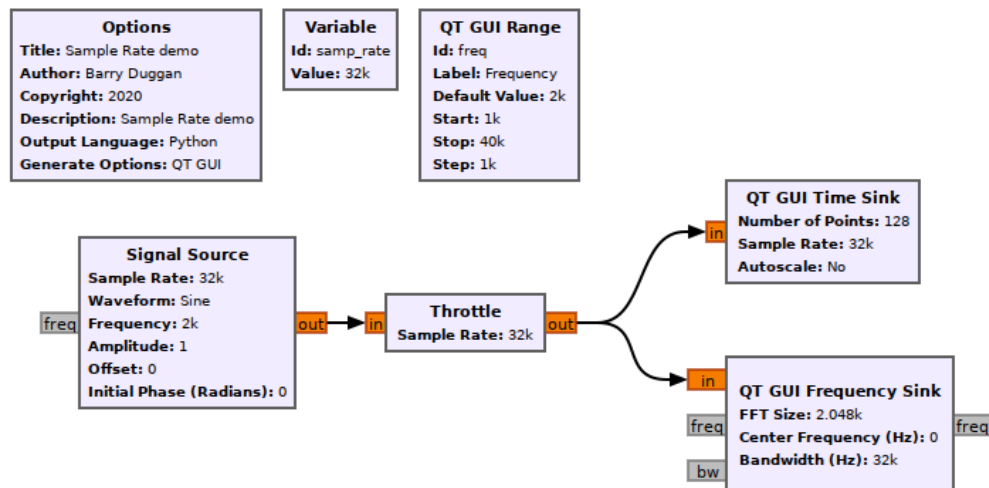 Options
Title: Sample Rate demo
Author: Barry Duggan
Copyright: 2020
Description: Sample Rate demo
Output Language: Python
Generate Options: QT GUI
Variable
Id: samp_rate
Value: 32k
QT GUI Range
Id: freq
Label: Frequency
Default Value: 2k
Start: 1k
Stop: 40k
Step: 1k
Signal Source
Sample Rate: 32k
Waveform: Sine
Frequency: 2k
Amplitude: 1
Offset: 0
Initial Phase (Radians): 0
freq
out
in
Throttle
Sample Rate: 32k
out
in
QT GUI Time Sink
Number of Points: 128
Sample Rate: 32k
Autoscale: No
in
freq
bw
QT GUI Frequency Sink
FFT Size: 2.048k
Center Frequency (Hz): 0
Bandwidth (Hz): 32k
freq